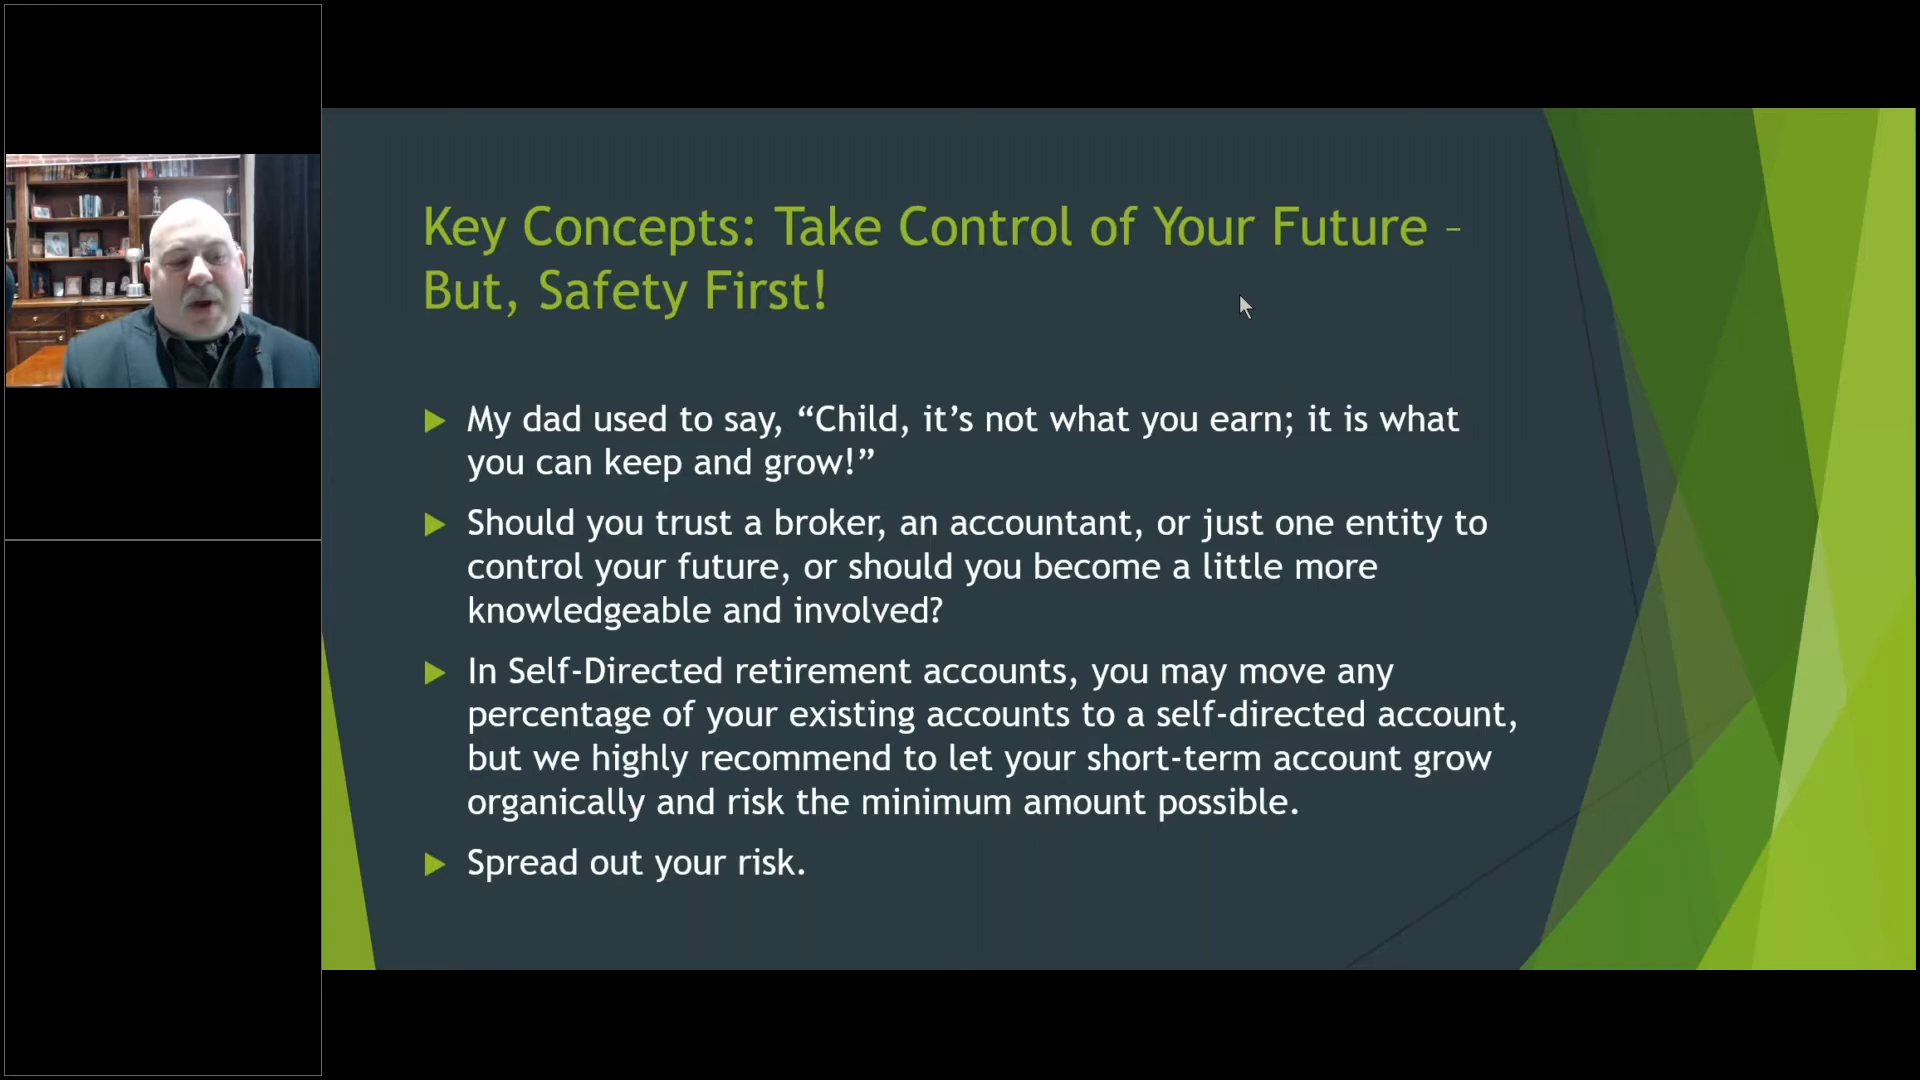 Key Concepts: Take Control of Your Future –
But, Safety First!
My dad used to say, “Child, it’s not what you earn; it is what
you can keep and grow!”
Should you trust a broker, an accountant, or just one entity to
control your future, or should you become a little more
knowledgeable and involved?
In Self-Directed retirement accounts, you may move any
percentage of your existing accounts to a self-directed account,
but we highly recommend to let your short-term account grow
organically and risk the minimum amount possible.
Spread out your risk.